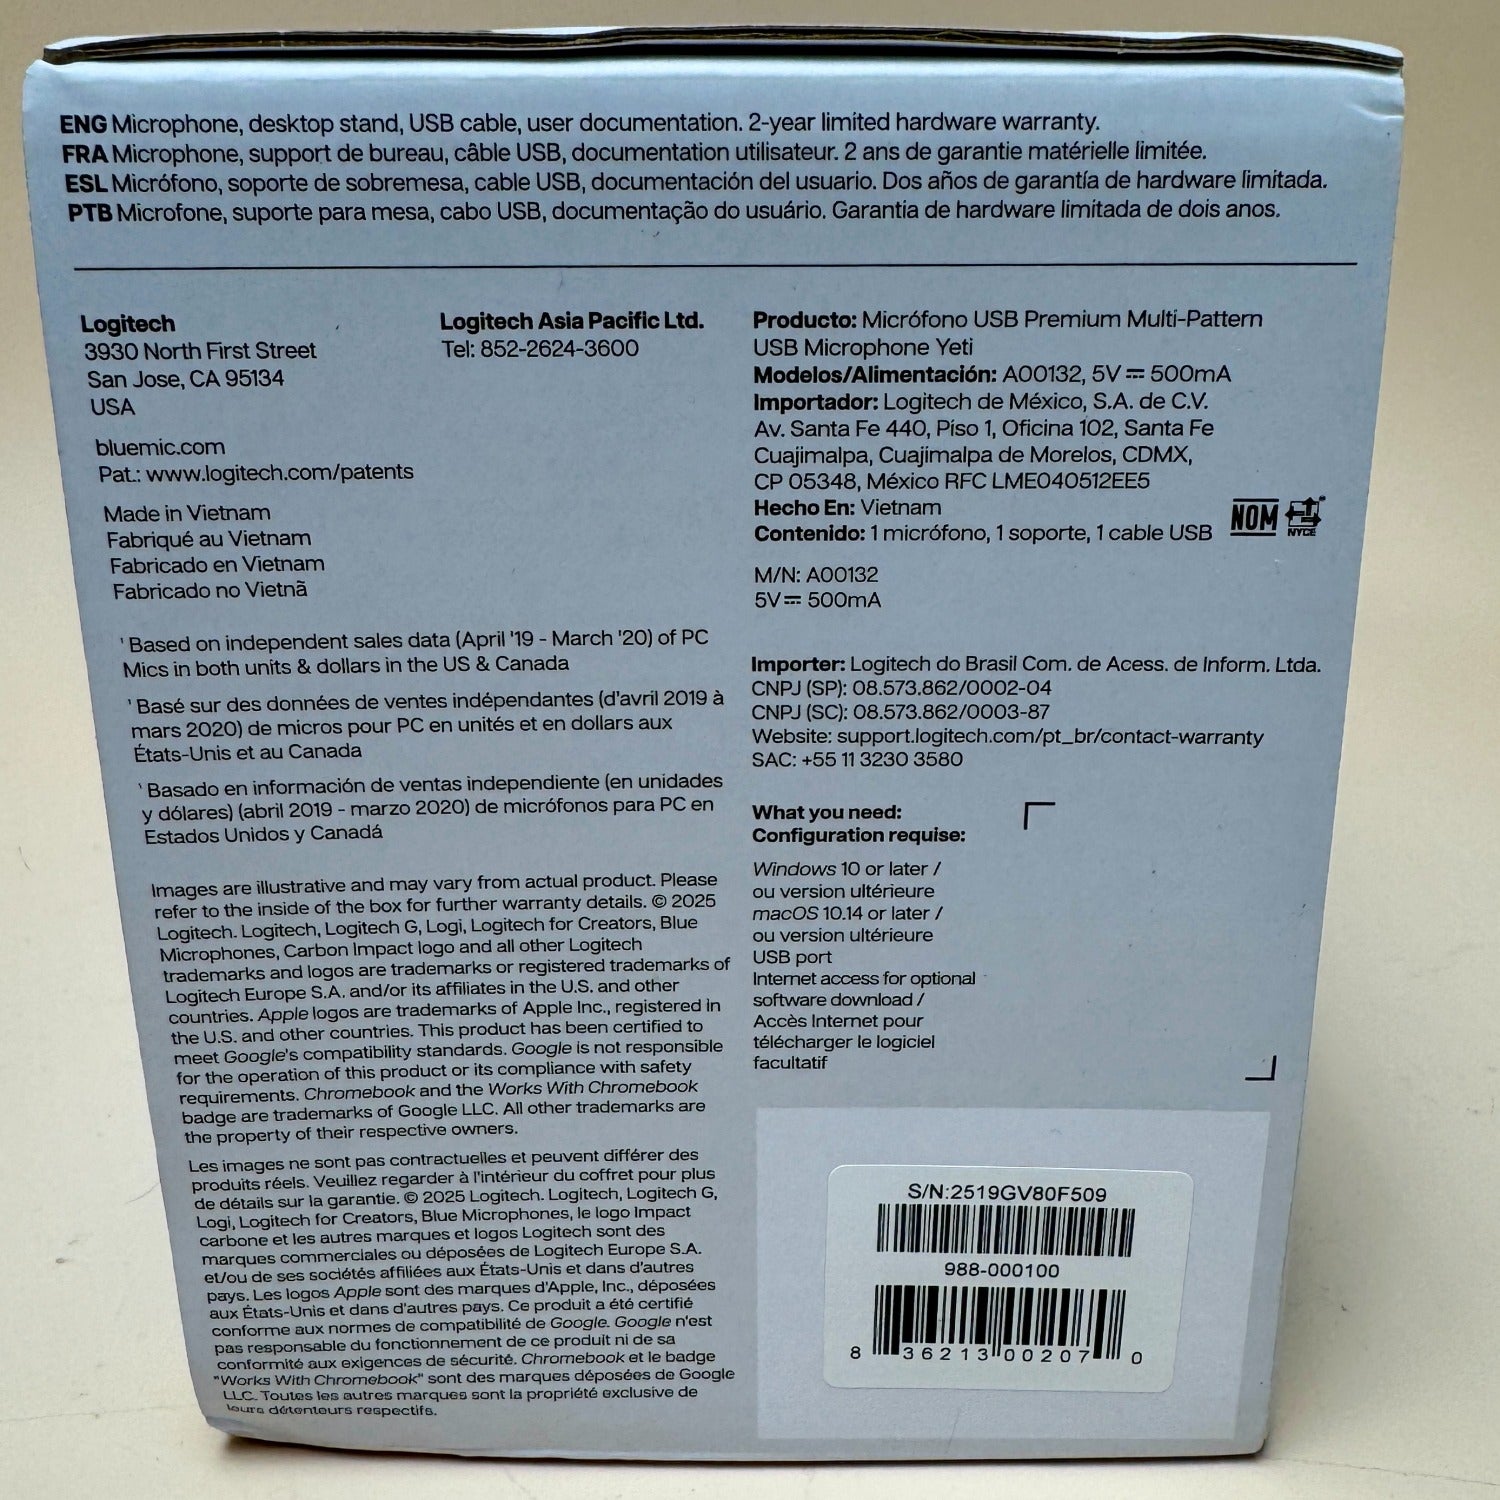 ENG Microphone, desktop stand, USB cable, user documentation. 2-year limited hardware warranty.
FRA Microphone, support de bureau, câble USB, documentation utilisateur. 2 ans de garantie matérielle limitée.
ESL Micrófono, soporte de sobremesa, cable USB, documentación del usuario. Dos años de garantía de hardware limitada.
PTB Microfone, suporte para mesa, cabo USB, documentação do usuário. Garantia de hardware limitada de dois anos.
Logitech
3930 North First Street
San Jose, CA 95134
USA
bluemic.com
Pat.: www.logitech.com/patents
Made in Vietnam
Fabriqué au Vietnam
Fabricado en Vietnam
Fabricado no Vietnã
Logitech Asia Pacific Ltd.
Tel: 852-2624-3600
¹ Based on independent sales data (April '19 - March '20) of PC
Mics in both units & dollars in the US & Canada
¹ Basé sur des données de ventes indépendantes (d'avril 2019 à
mars 2020) de micros pour PC en unités et en dollars aux
États-Unis et au Canada
¹ Basado en información de ventas independiente (en unidades
y dólares) (abril 2019 - marzo 2020) de micrófonos para PC en
Estados Unidos y Canadá
Images are illustrative and may vary from actual product. Please
refer to the inside of the box for further warranty details. © 2025
Logitech. Logitech, Logitech G, Logi, Logitech for Creators, Blue
Microphones, Carbon Impact logo and all other Logitech
trademarks and logos are trademarks or registered trademarks of
Logitech Europe S.A. and/or its affiliates in the U.S. and other
countries. Apple logos are trademarks of Apple Inc., registered in
the U.S. and other countries. This product has been certified to
meet Google's compatibility standards. Google is not responsible
for the operation of this product or its compliance with safety
requirements. Chromebook and the Works With Chromebook
badge are trademarks of Google LLC. All other trademarks are
the property of their respective owners.
Les images ne sont pas contractuelles et peuvent différer des
produits réels. Veuillez regarder à l'intérieur du coffret pour plus
de détails sur la garantie. © 2025 Logitech. Logitech, Logitech G,
Logi, Logitech for Creators, Blue Microphones, le logo Impact
carbone et les autres marques et logos Logitech sont des
marques commerciales ou déposées de Logitech Europe S.A.
et/ou de ses sociétés affiliées aux États-Unis et dans d'autres
pays. Les logos Apple sont des marques d'Apple, Inc., déposées
aux États-Unis et dans d'autres pays. Ce produit a été certifié
conforme aux normes de compatibilité de Google. Google n'est
pas responsable du fonctionnement de ce produit ni de sa
conformité aux exigences de sécurité. Chromebook et le badge
"Works With Chromebook" sont des marques déposées de Google
LLC. Toutes les autres marques sont la propriété exclusive de
leurs détenteurs respectifs.
Producto: Micrófono USB Premium Multi-Pattern
USB Microphone Yeti
Modelos/Alimentación: A00132, 5V ⎓ 500mA
Importador: Logitech de México, S.A. de C.V.
Av. Santa Fe 440, Piso 1, Oficina 102, Santa Fe
Cuajimalpa, Cuajimalpa de Morelos, CDMX,
CP 05348, México RFC LME040512EE5
Hecho En: Vietnam
Contenido: 1 micrófono, 1 soporte, 1 cable USB
NOM NYCE
M/N: A00132
5V ⎓ 500mA
Importer: Logitech do Brasil Com. de Acess. de Inform. Ltda.
CNPJ (SP): 08.573.862/0002-04
CNPJ (SC): 08.573.862/0003-87
Website: support.logitech.com/pt_br/contact-warranty
SAC: +55 11 3230 3580
What you need:
Configuration requise:
Windows 10 or later /
ou version ultérieure
macOS 10.14 or later /
ou version ultérieure
USB port
Internet access for optional
software download /
Accès Internet pour
télécharger le logiciel
facultatif
S/N:2519GV80F509
988-000100
8 36213 00207 0